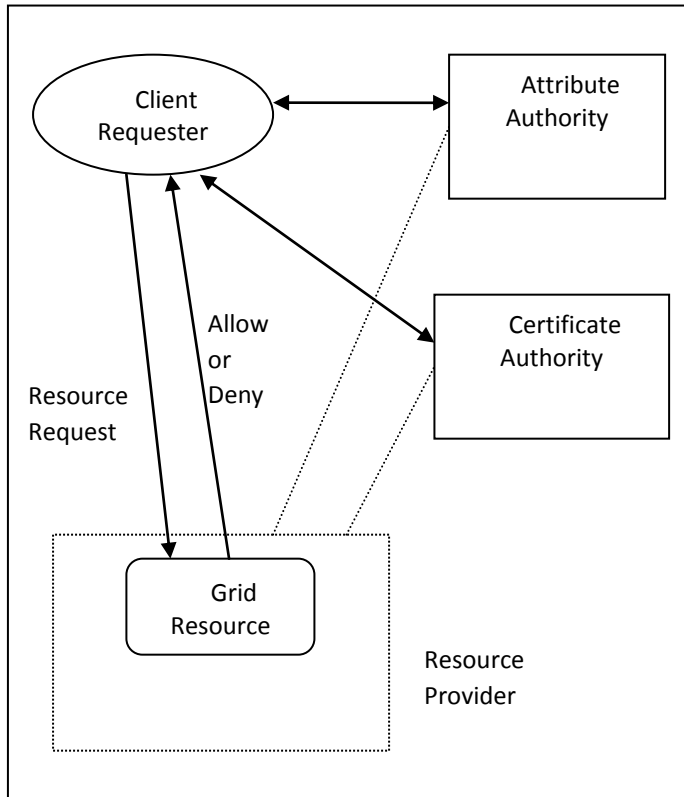 Client
Requester
Attribute
Authority
Certificate
Authority
Allow
or
Deny
Resource
Request
Grid
Resource
Resource
Provider